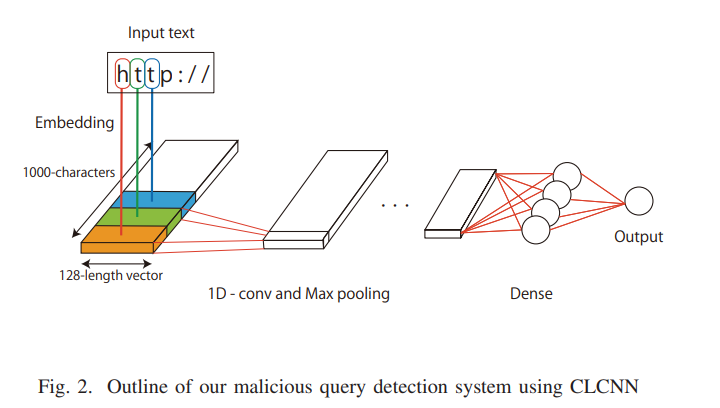 Input text
http://
Embedding
1000-characters
128-length vector
1D - conv and Max pooling
. . .
Dense
Output
Fig. 2. Outline of our malicious query detection system using CLCNN